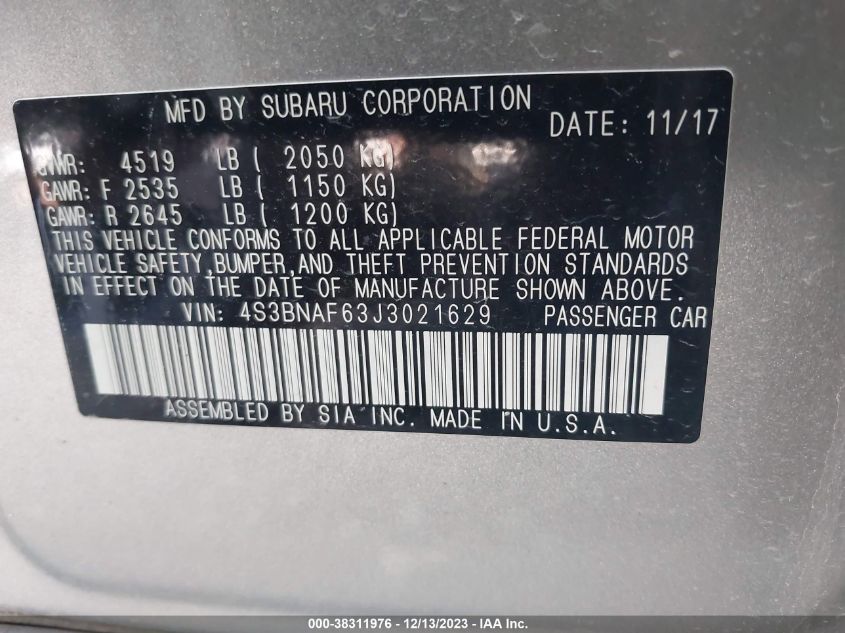 MFD BY SUBARU CORPORATION
DATE: 11/17
GVWR: 4519 LB ( 2050 KG)
GAWR: F 2535 LB ( 1150 KG)
GAWR: R 2645 LB ( 1200 KG)
THIS VEHICLE CONFORMS TO ALL APPLICABLE FEDERAL MOTOR
VEHICLE SAFETY,BUMPER,AND THEFT PREVENTION STANDARDS
IN EFFECT ON THE DATE OF MANUFACTURE SHOWN ABOVE.
VIN: 4S3BNAF63J3021629 PASSENGER CAR
ASSEMBLED BY SIA INC. MADE IN U.S.A.
000-38311976 - 12/13/2023 - IAA Inc.